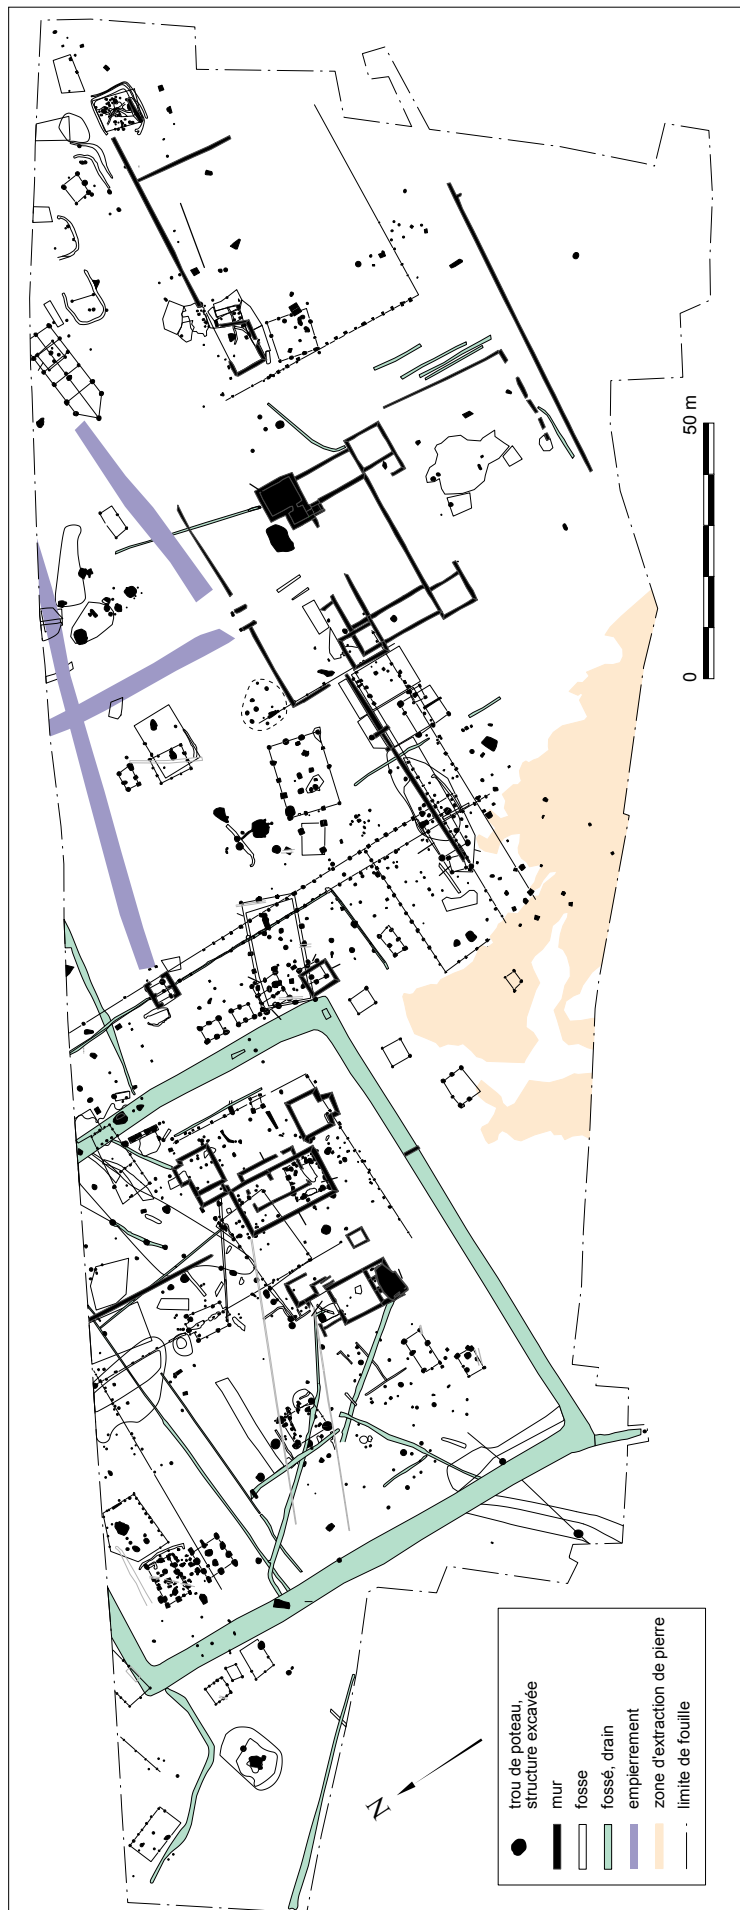 50 m
0
N
trou de poteau,
structure excavée
mur
fosse
fossé, drain
empierrement
zone d'extraction de pierre
limite de fouille